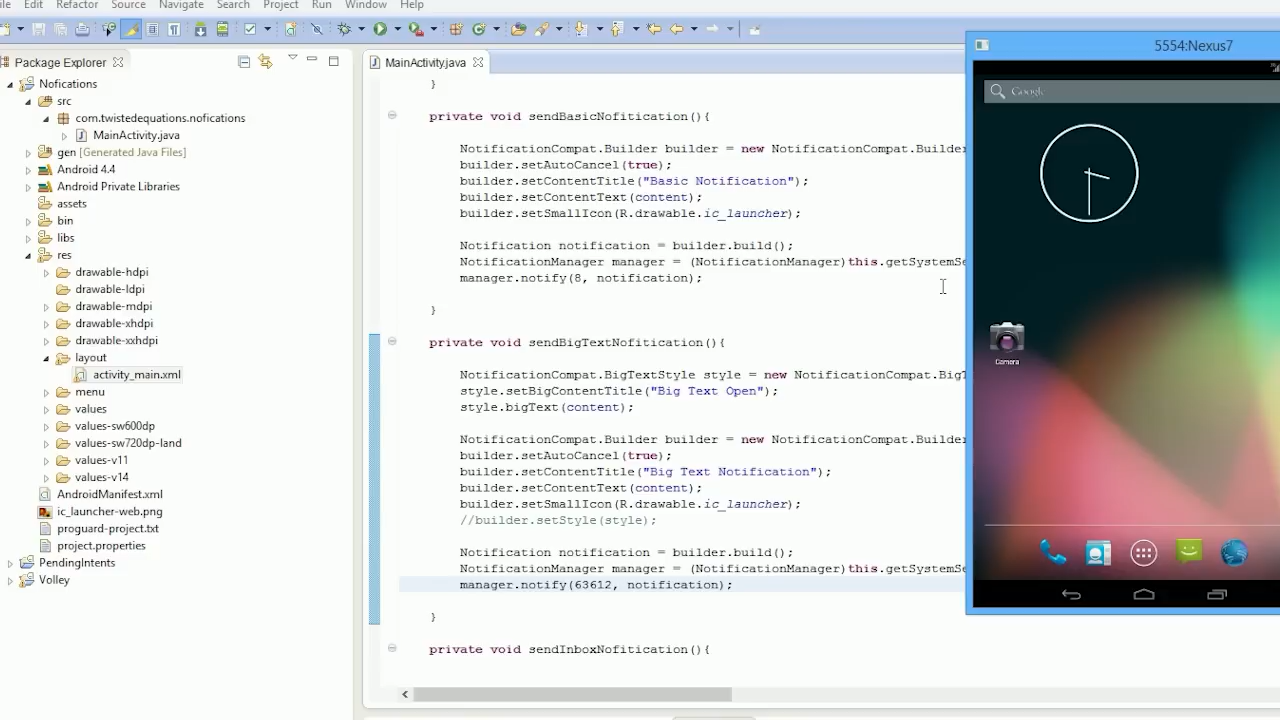 ile Edit Refactor Source Navigate Search Project Run Window Help
Package Explorer
Nofications
src
com.twistedequations.nofications
MainActivity.java
gen [Generated Java Files]
Android 4.4
Android Private Libraries
assets
bin
libs
res
drawable-hdpi
drawable-ldpi
drawable-mdpi
drawable-xhdpi
drawable-xxhdpi
layout
activity_main.xml
menu
values
values-sw600dp
values-sw720dp-land
values-v11
values-v14
AndroidManifest.xml
ic_launcher-web.png
proguard-project.txt
project.properties
PendingIntents
Volley
MainActivity.java
}
private void sendBasicNofitication(){
NotificationCompat.Builder builder = new NotificationCompat.Builder
builder.setAutoCancel(true);
builder.setContentTitle("Basic Notification");
builder.setContentText(content);
builder.setSmallIcon(R.drawable.ic_launcher);
Notification notification = builder.build();
NotificationManager manager = (NotificationManager)this.getSystemSe
manager.notify(8, notification);
}
private void sendBigTextNofitication(){
NotificationCompat.BigTextStyle style = new NotificationCompat.BigT
style.setBigContentTitle("Big Text Open");
style.bigText(content);
NotificationCompat.Builder builder = new NotificationCompat.Builder
builder.setAutoCancel(true);
builder.setContentTitle("Big Text Notification");
builder.setContentText(content);
builder.setSmallIcon(R.drawable.ic_launcher);
//builder.setStyle(style);
Notification notification = builder.build();
NotificationManager manager = (NotificationManager)this.getSystemSe
manager.notify(63612, notification);
}
private void sendInboxNofitication(){
5554:Nexus7
Google
Camera